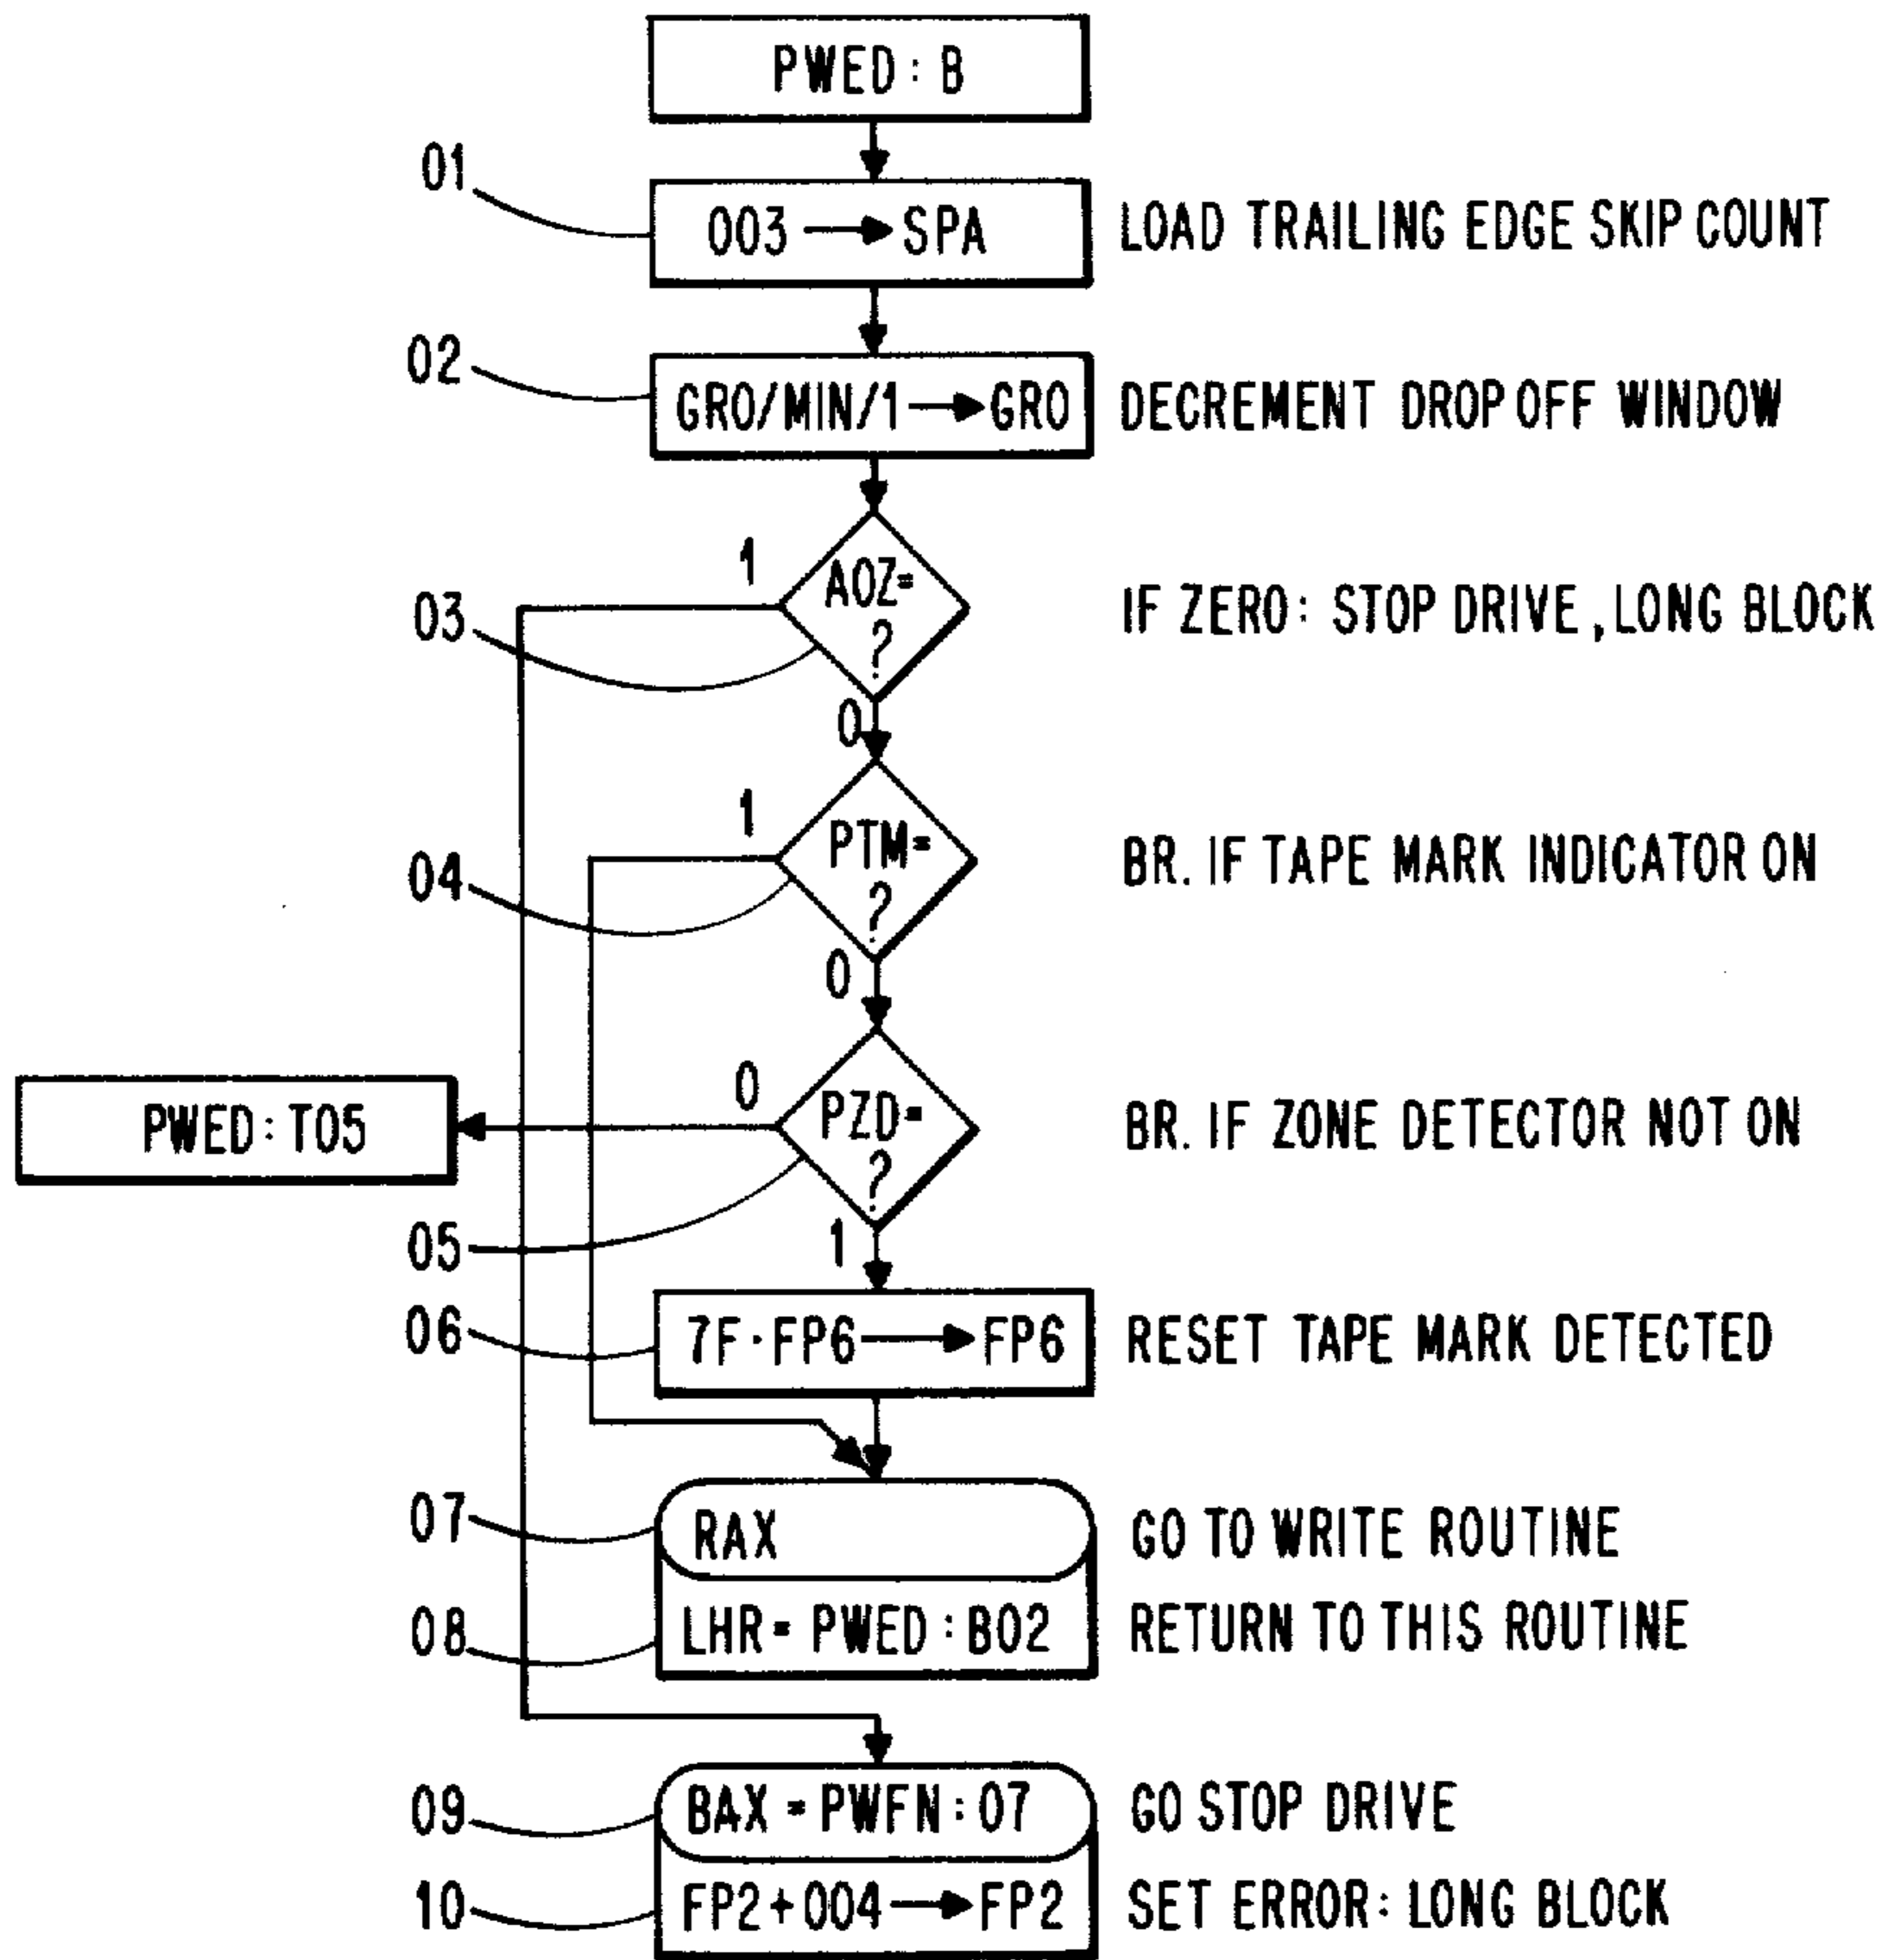 PWED : B
01
003 → SPA
LOAD TRAILING EDGE SKIP COUNT
02
GRO/MIN/1 → GRO
DECREMENT DROP OFF WINDOW
1
AOZ=
?
03
IF ZERO: STOP DRIVE, LONG BLOCK
0
1
PTM=
?
04
BR. IF TAPE MARK INDICATOR ON
0
PWED : T05
0
PZD=
?
BR. IF ZONE DETECTOR NOT ON
05
1
06
7F·FP6 → FP6
RESET TAPE MARK DETECTED
07
RAX
GO TO WRITE ROUTINE
08
LHR= PWED : B02
RETURN TO THIS ROUTINE
09
BAX = PWFN : 07
GO STOP DRIVE
10
FP2+004 → FP2
SET ERROR: LONG BLOCK